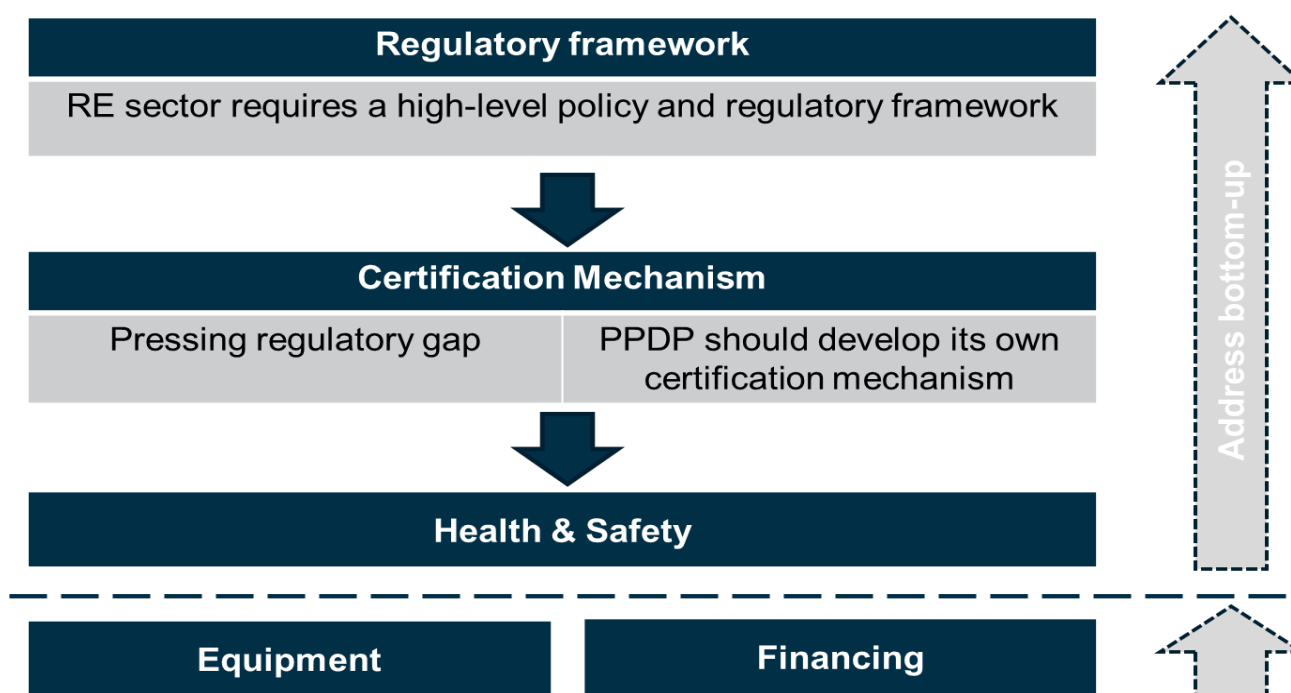 Regulatory framework
RE sector requires a high-level policy and regulatory framework
Certification Mechanism
Pressing regulatory gap
PPDP should develop its own
certification mechanism
Health & Safety
Address bottom-up
Equipment
Financing